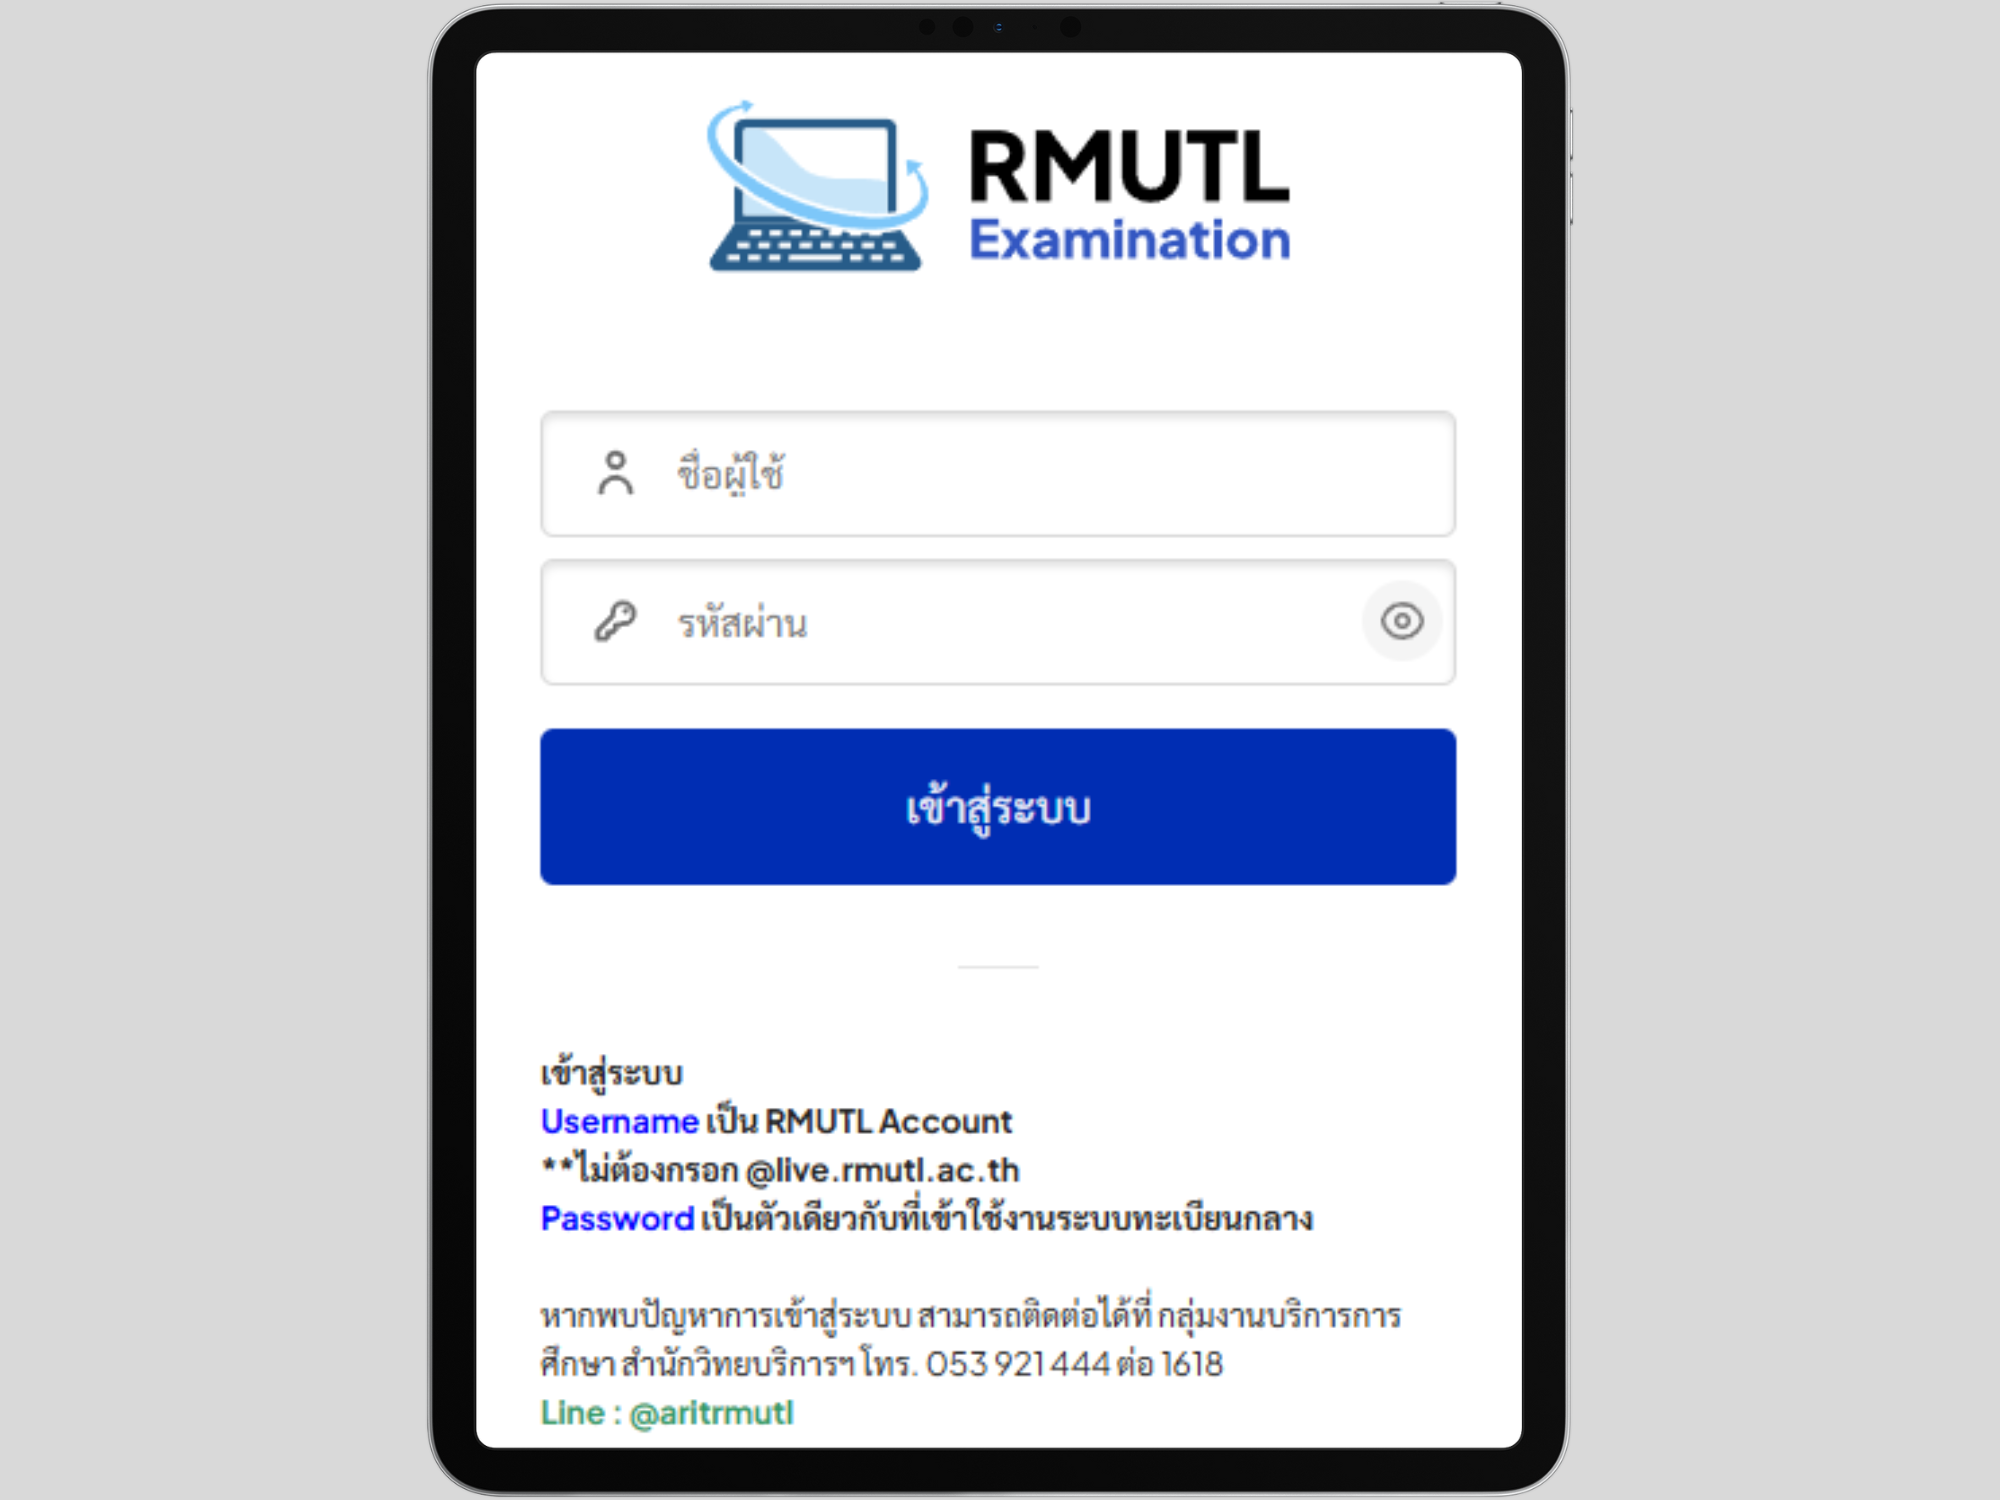 RMUTL
Examination
ชื่อผู้ใช้
รหัสผ่าน
เข้าสู่ระบบ
เข้าสู่ระบบ
Username เป็น RMUTL Account
**ไม่ต้องกรอก @live.rmutl.ac.th
Password เป็นตัวเดียวกับที่เข้าใช้งานระบบทะเบียนกลาง
หากพบปัญหาการเข้าสู่ระบบ สามารถติดต่อได้ที่ กลุ่มงานบริการการ
ศึกษา สำนักวิทยบริการฯ โทร. 053 921 444 ต่อ 1618
Line : @aritrmutl